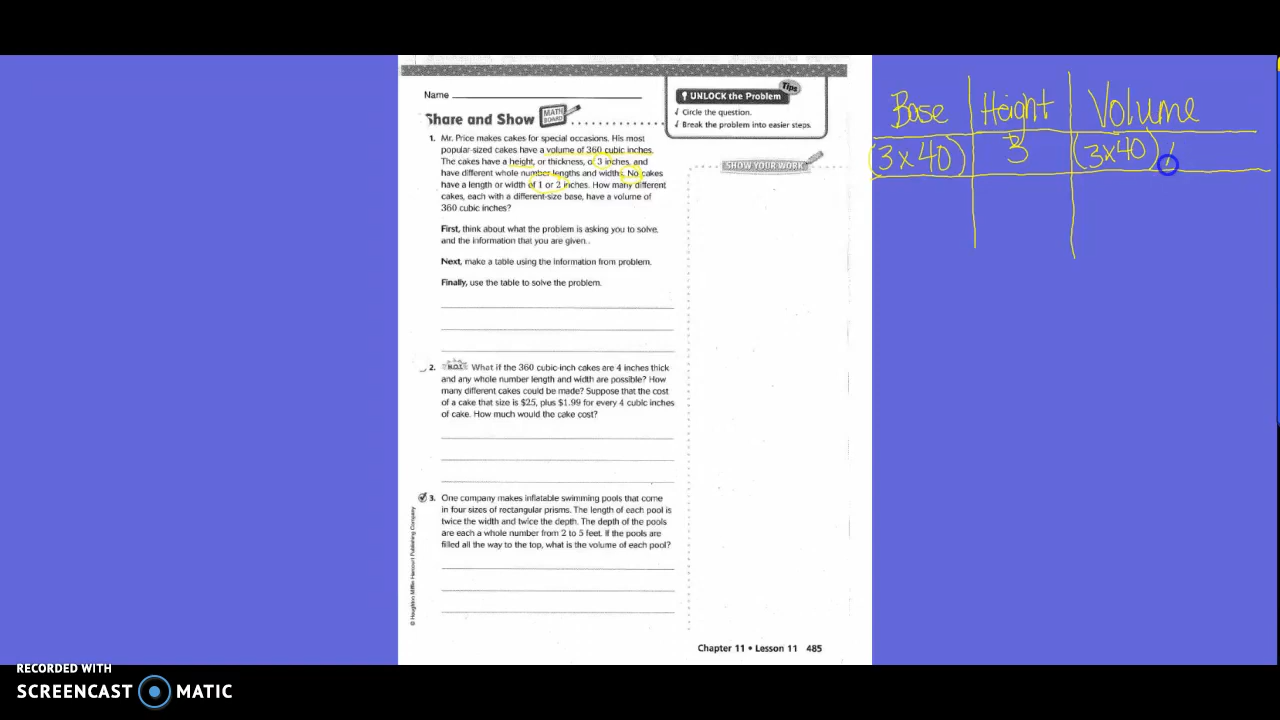 Name
UNLOCK the Problem
Tips
√ Circle the question.
√ Break the problem into easier steps.
Share and Show
MATH BOARD
1. Mr. Price makes cakes for special occasions. His most
popular-sized cakes have a volume of 360 cubic inches.
The cakes have a height, or thickness, of 3 inches, and
have different whole number lengths and widths. No cakes
have a length or width of 1 or 2 inches. How many different
cakes, each with a different-size base, have a volume of
360 cubic inches?
First, think about what the problem is asking you to solve,
and the information that you are given.
Next, make a table using the information from problem.
Finally, use the table to solve the problem.
SHOW YOUR WORK
2. What if the 360 cubic-inch cakes are 4 inches thick
and any whole number length and width are possible? How
many different cakes could be made? Suppose that the cost
of a cake that size is $25, plus $1.99 for every 4 cubic inches
of cake. How much would the cake cost?
3. One company makes inflatable swimming pools that come
in four sizes of rectangular prisms. The length of each pool is
twice the width and twice the depth. The depth of the pools
are each a whole number from 2 to 5 feet. If the pools are
filled all the way to the top, what is the volume of each pool?
© Houghton Mifflin Harcourt Publishing Company
Chapter 11 • Lesson 11 485
Base Height Volume
(3 x 40) 3 (3 x 40)
RECORDED WITH
SCREENCAST MATIC